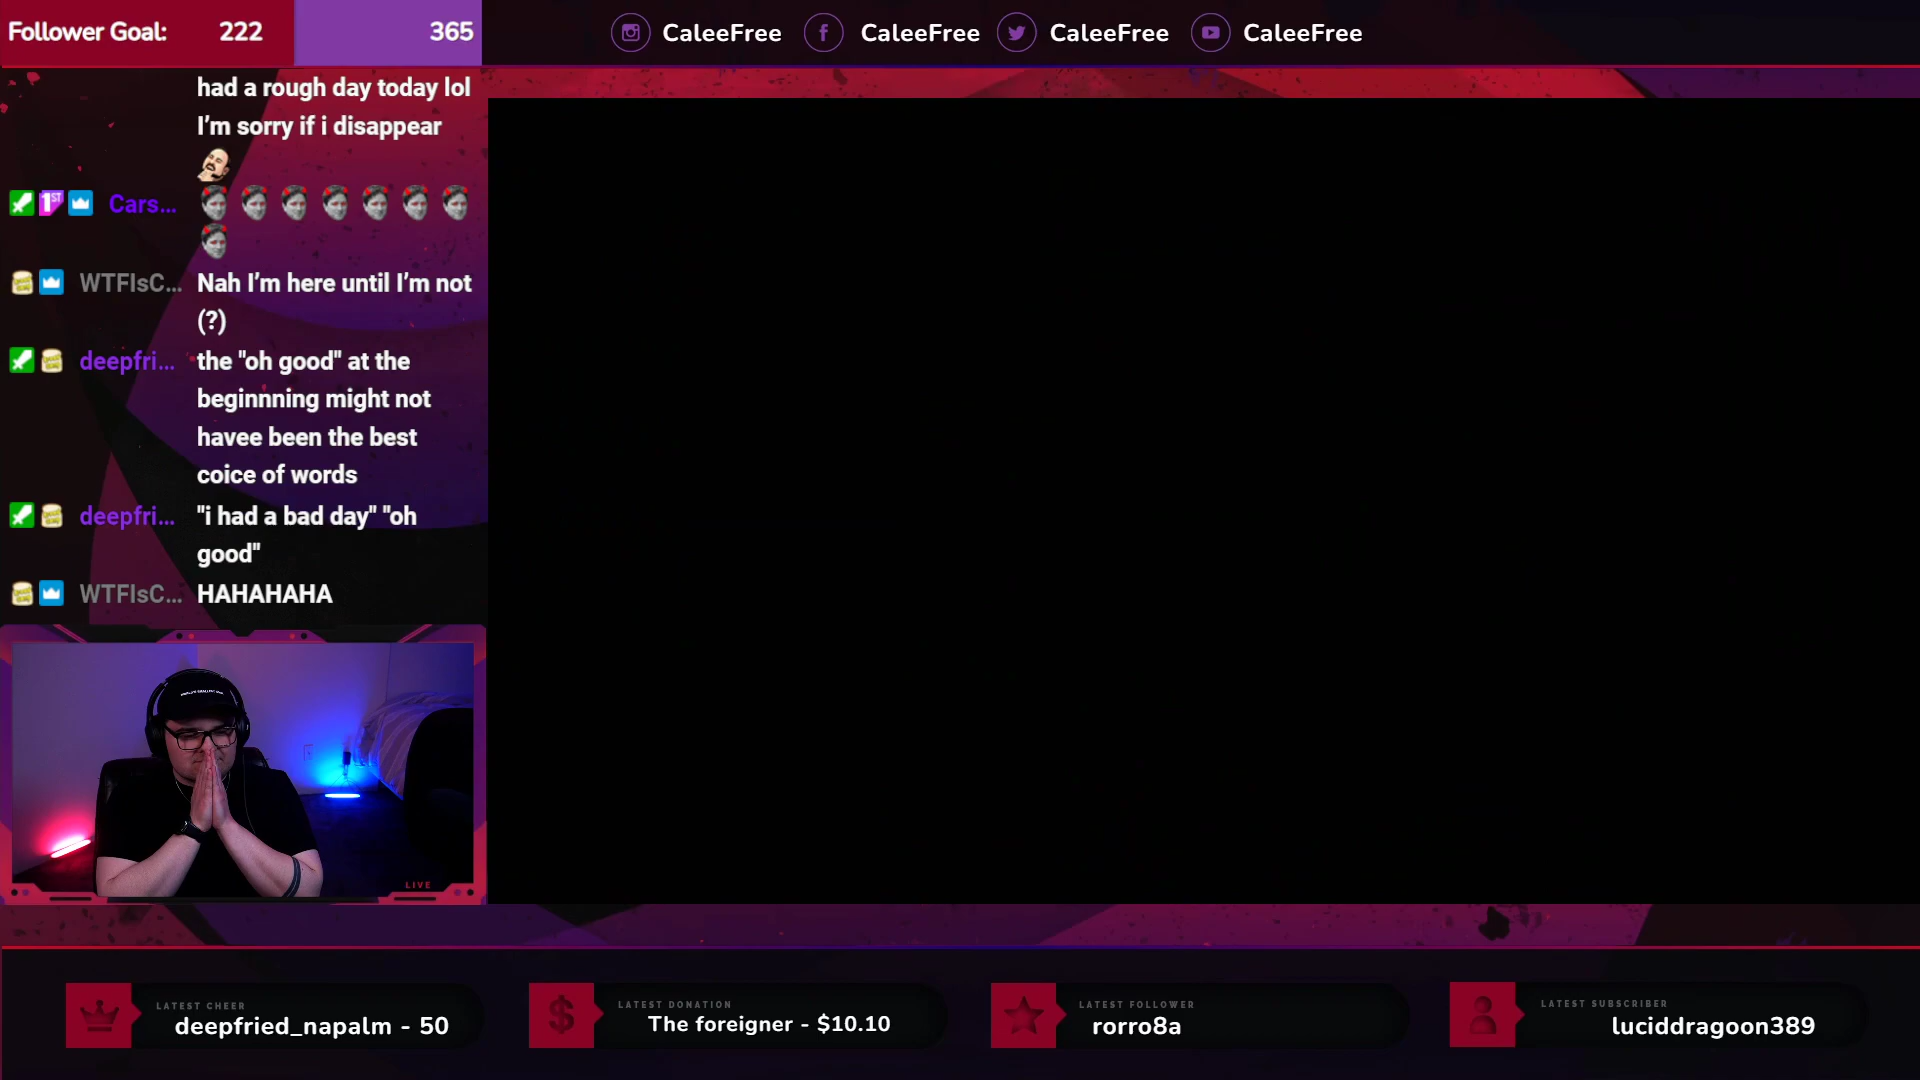 Follower Goal: 222 365
CaleeFree CaleeFree CaleeFree CaleeFree
had a rough day today lol
I’m sorry if i disappear
1ST Cars...
WTFIsC... Nah I’m here until I’m not
(?)
deepfri... the "oh good" at the
beginnning might not
havee been the best
coice of words
deepfri... "i had a bad day" "oh
good"
WTFIsC... HAHAHAHA
LIVE
LATEST CHEER
deepfried_napalm - 50
LATEST DONATION
The foreigner - $10.10
LATEST FOLLOWER
rorro8a
LATEST SUBSCRIBER
luciddragoon389